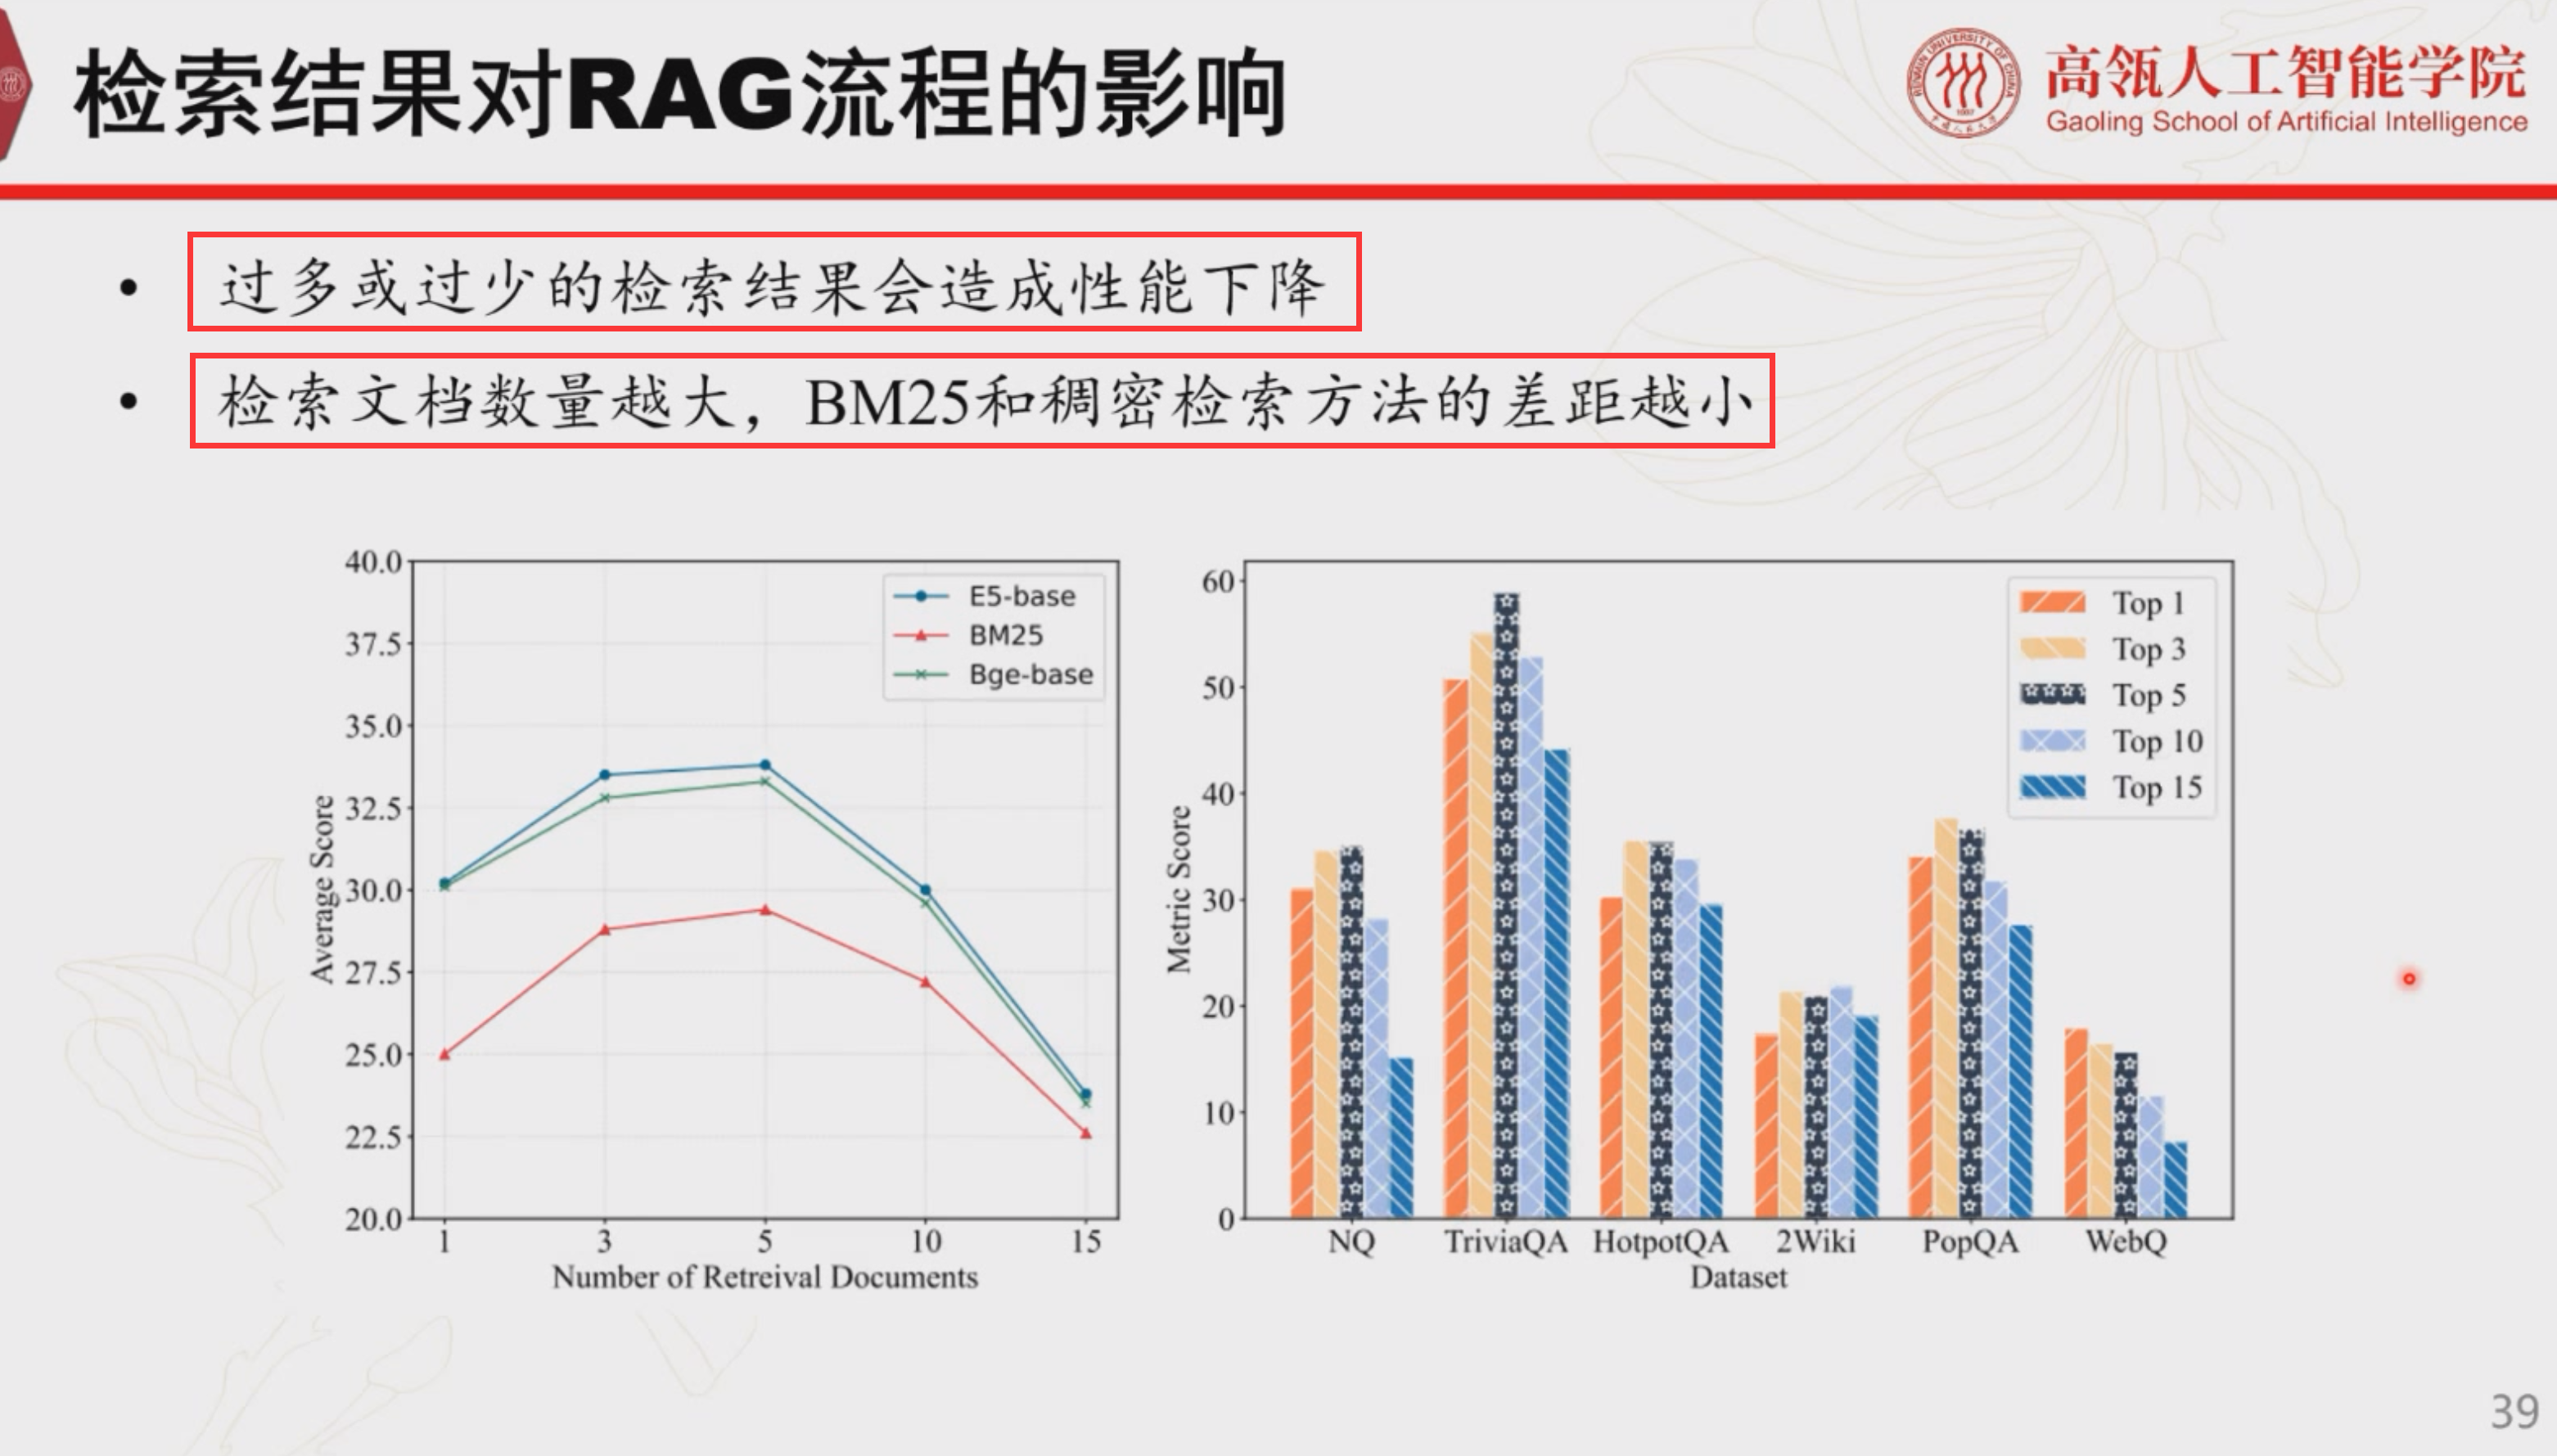 检索结果对RAG流程的影响
高瓴人工智能学院
Gaoling School of Artificial Intelligence
• 过多或过少的检索结果会造成性能下降
• 检索文档数量越大，BM25和稠密检索方法的差距越小
40.0
37.5
35.0
32.5
30.0
27.5
25.0
22.5
20.0
Average Score
E5-base
BM25
Bge-base
1 3 5 10 15
Number of Retreival Documents
60
50
40
30
20
10
0
Metric Score
Top 1
Top 3
Top 5
Top 10
Top 15
NQ TriviaQA HotpotQA 2Wiki PopQA WebQ
Dataset
39